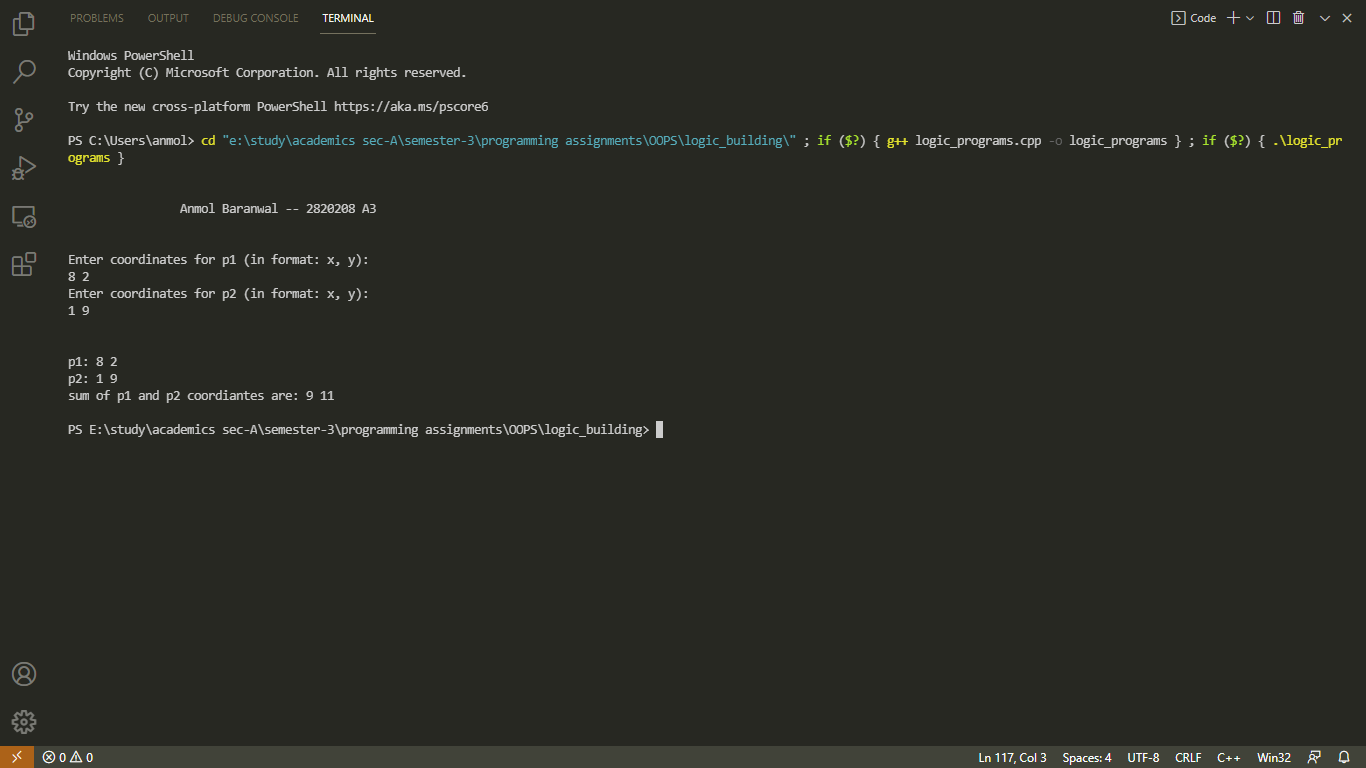 PROBLEMS OUTPUT DEBUG CONSOLE TERMINAL Code
Windows PowerShell
Copyright (C) Microsoft Corporation. All rights reserved.
Try the new cross-platform PowerShell https://aka.ms/pscore6
PS C:\Users\anmol> cd "e:\study\academics sec-A\semester-3\programming assignments\OOPS\logic_building\" ; if ($?) { g++ logic_programs.cpp -o logic_programs } ; if ($?) { .\logic_pr
ograms }
Anmol Baranwal -- 2820208 A3
Enter coordinates for p1 (in format: x, y):
8 2
Enter coordinates for p2 (in format: x, y):
1 9
p1: 8 2
p2: 1 9
sum of p1 and p2 coordiantes are: 9 11
PS E:\study\academics sec-A\semester-3\programming assignments\OOPS\logic_building>
0 0 Ln 117, Col 3 Spaces: 4 UTF-8 CRLF C++ Win32